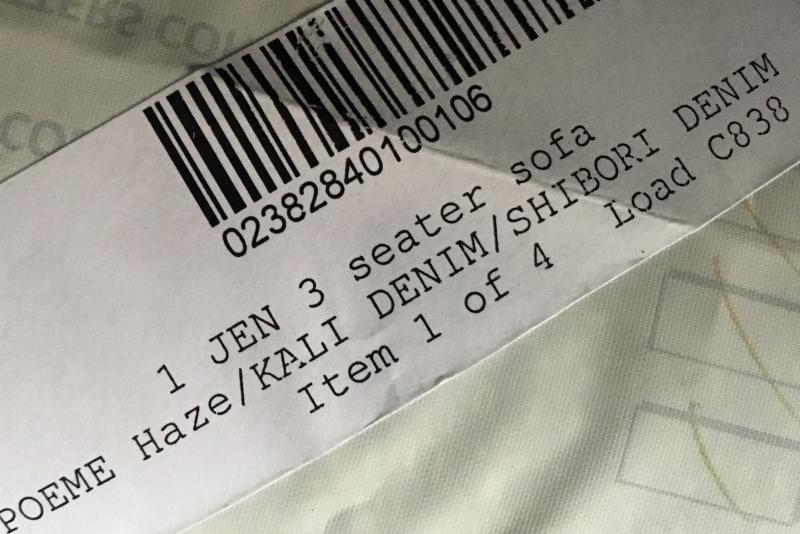 02382840100106
1 JEN 3 seater sofa
POEME Haze/KALI DENIM/SHIBORI DENIM
Item 1 of 4 Load C838